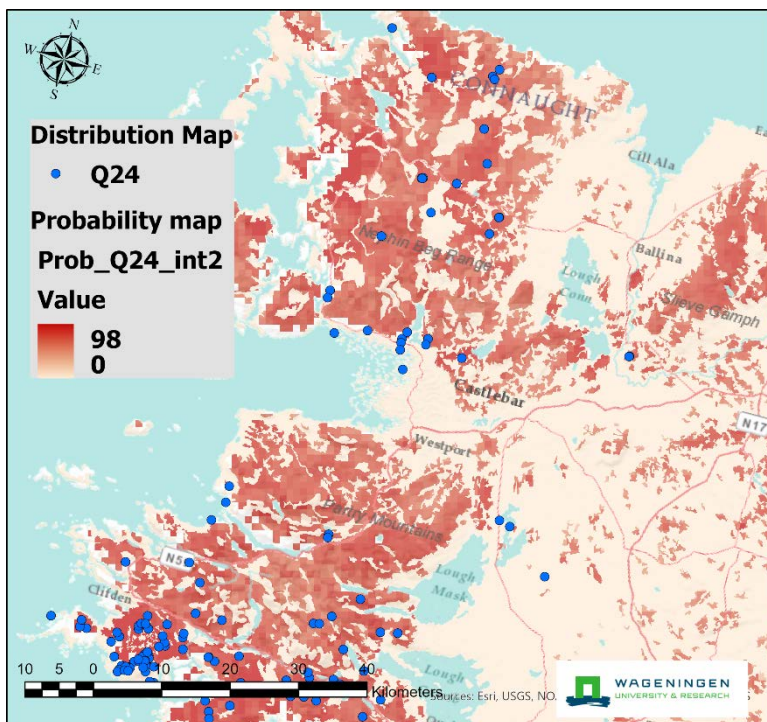 N
W
E
S
CONNAUGHT
Distribution Map
Q24
Probability map
Prob_Q24_int2
Value
98
0
Cill Ala
Nephin Beg Range
Ballina
Lough
Conn
Slieve Gamph
Castlebar
N17
Westport
Partry Mountains
N5
Lough
Mask
Clifden
Lough
10 5 0 10 20 30 40
Kilometers
Sources: Esri, USGS, NO
WAGENINGEN
UNIVERSITY & RESEARCH